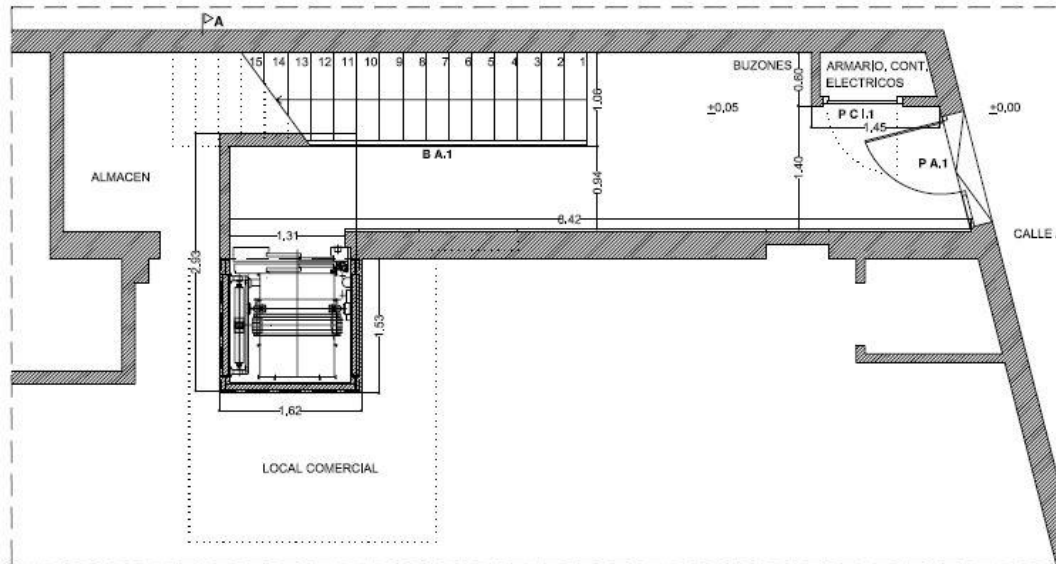 A
15 14 13 12 11 10 9 8 7 6 5 4 3 2 1
BUZONES
ARMARIO, CONT.
ELECTRICOS
0.60
1.06
±0,05
±0,00
P C I.1
1.45
B A.1
P A.1
ALMACEN
0.94
1.40
6.42
CALLE
1.31
2.93
1.53
1.62
LOCAL COMERCIAL